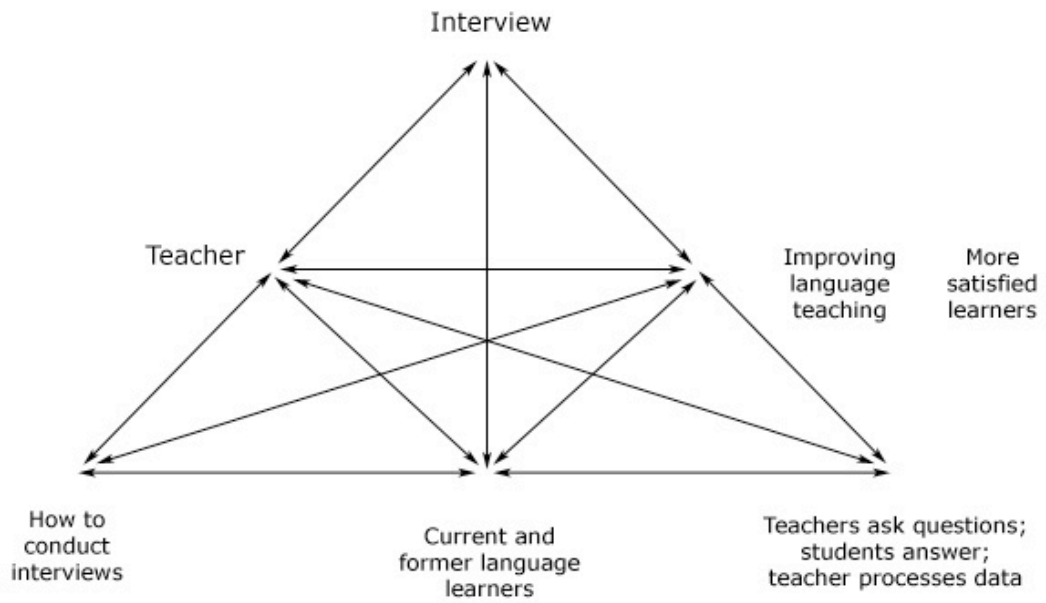 Interview
Teacher
Improving
language
teaching
More
satisfied
learners
How to
conduct
interviews
Current and
former language
learners
Teachers ask questions;
students answer;
teacher processes data